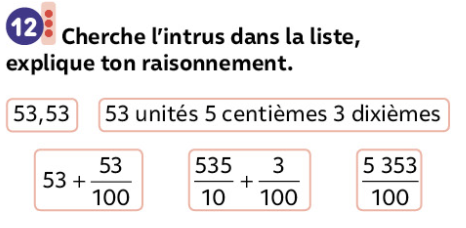 12 Cherche l'intrus dans la liste,
explique ton raisonnement.
53,53 53 unités 5 centièmes 3 dixièmes
53 + 53/100 535/10 + 3/100 5 353/100